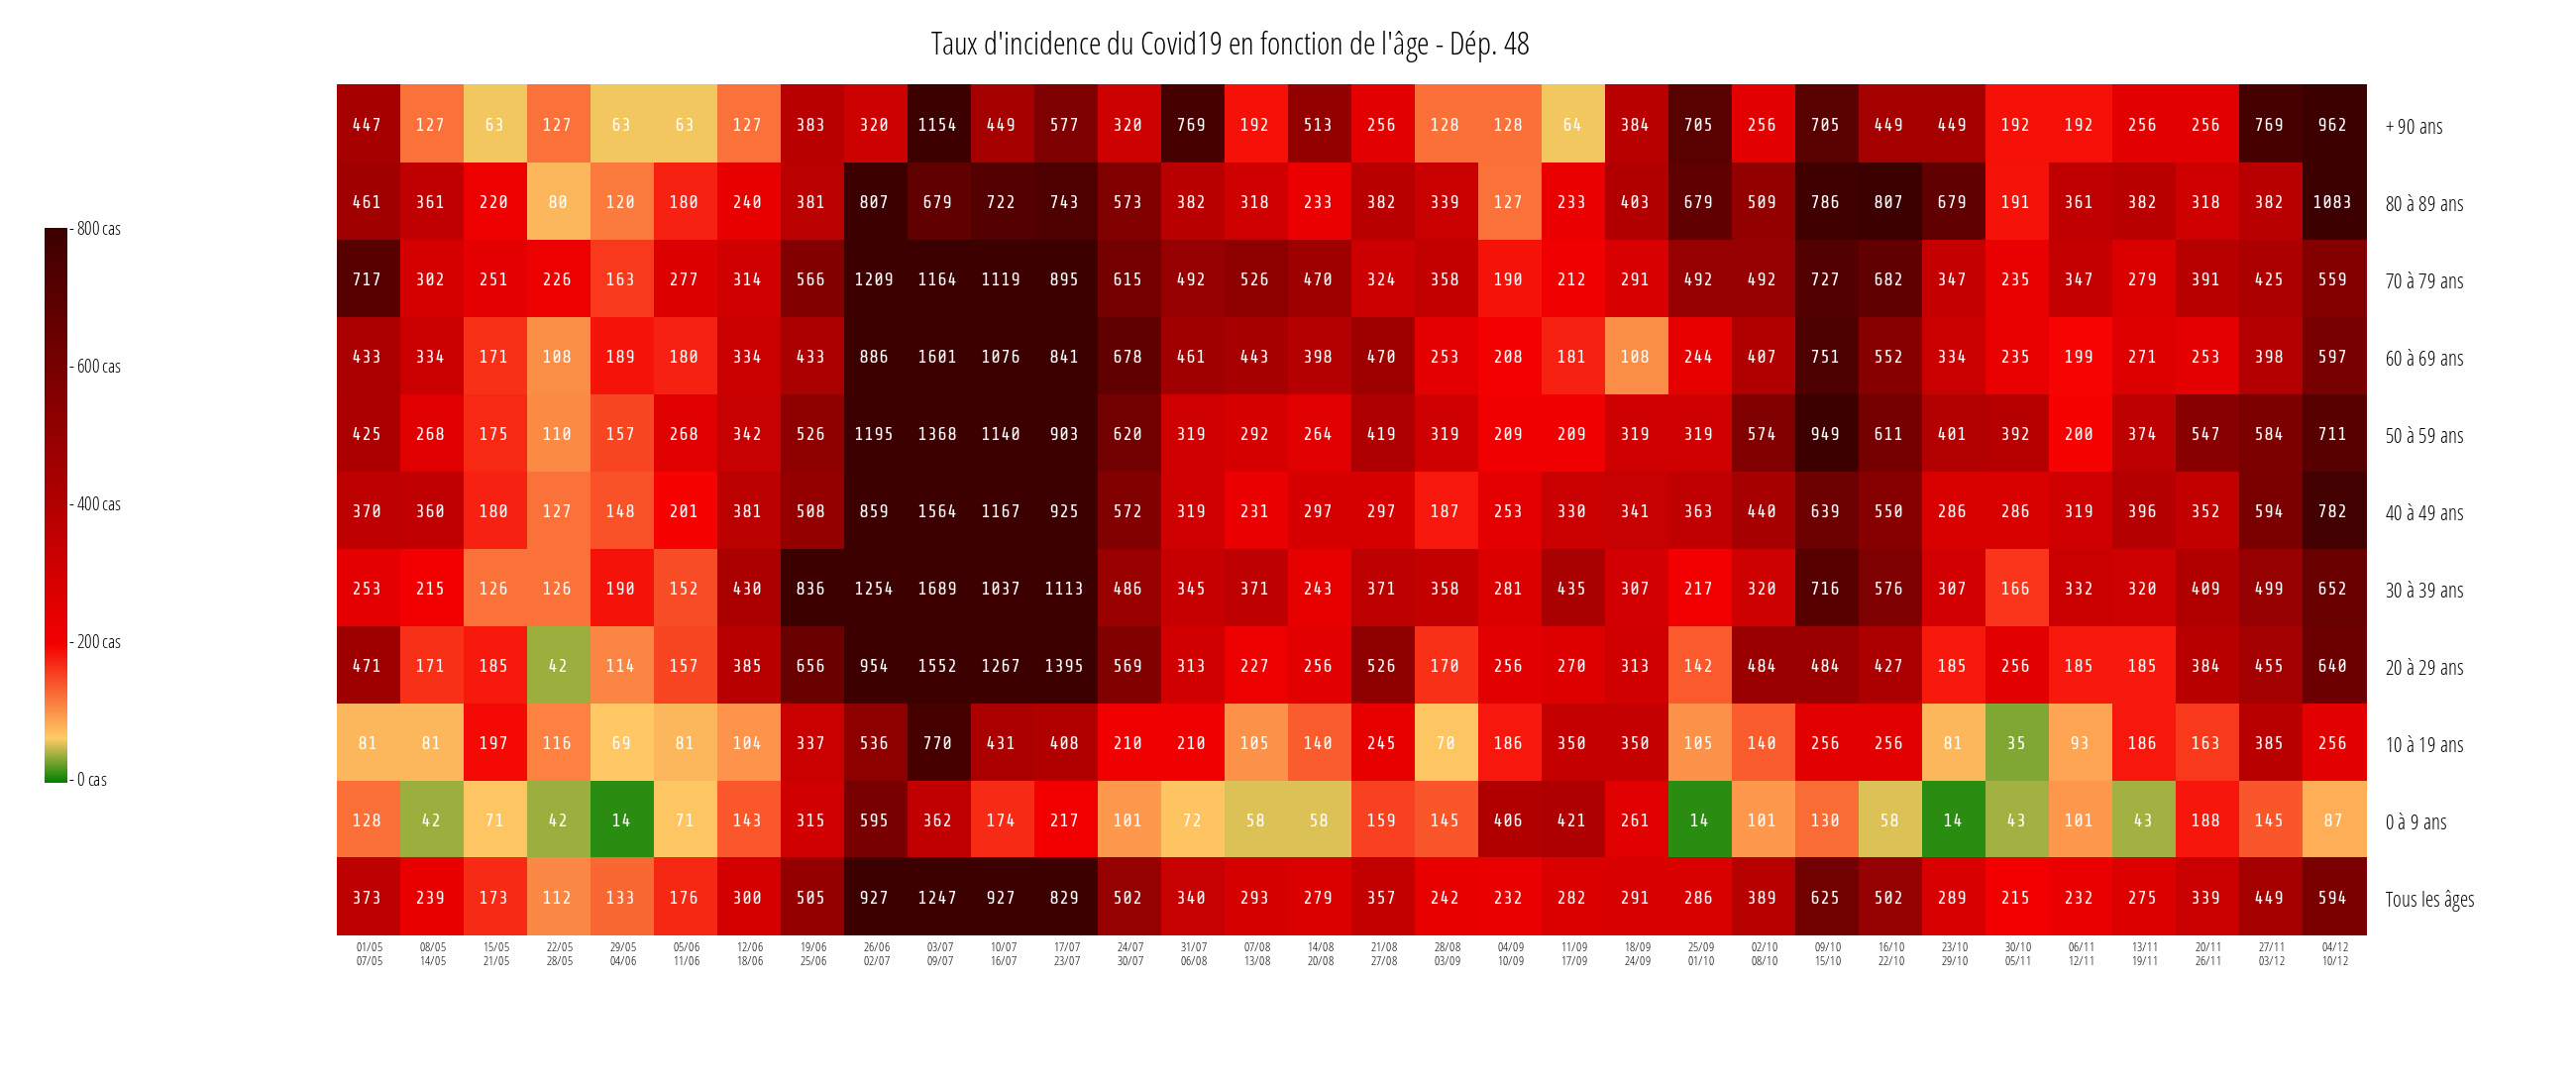 Taux d'incidence du Covid19 en fonction de l'âge - Dép. 48
447 127 63 127 63 63 127 383 320 1154 449 577 320 769 192 513 256 128 128 64 384 705 256 705 449 449 192 192 256 256 769 962 + 90 ans
461 361 220 80 120 180 240 381 807 679 722 743 573 382 318 233 382 339 127 233 403 679 509 786 807 679 191 361 382 318 382 1083 80 à 89 ans
717 302 251 226 163 277 314 566 1209 1164 1119 895 615 492 526 470 324 358 190 212 291 492 492 727 682 347 235 347 279 391 425 559 70 à 79 ans
433 334 171 108 189 180 334 433 886 1601 1076 841 678 461 443 398 470 253 208 181 108 244 407 751 552 334 235 199 271 253 398 597 60 à 69 ans
425 268 175 110 157 268 342 526 1195 1368 1140 903 620 319 292 264 419 319 209 209 319 319 574 949 611 401 392 200 374 547 584 711 50 à 59 ans
370 360 180 127 148 201 381 508 859 1564 1167 925 572 319 231 297 297 187 253 330 341 363 440 639 550 286 286 319 396 352 594 782 40 à 49 ans
253 215 126 126 190 152 430 836 1254 1689 1037 1113 486 345 371 243 371 358 281 435 307 217 320 716 576 307 166 332 320 409 499 652 30 à 39 ans
471 171 185 42 114 157 385 656 954 1552 1267 1395 569 313 227 256 526 170 256 270 313 142 484 484 427 185 256 185 185 384 455 640 20 à 29 ans
81 81 197 116 69 81 104 337 536 770 431 408 210 210 105 140 245 70 186 350 350 105 140 256 256 81 35 93 186 163 385 256 10 à 19 ans
128 42 71 42 14 71 143 315 595 362 174 217 101 72 58 58 159 145 406 421 261 14 101 130 58 14 43 101 43 188 145 87 0 à 9 ans
373 239 173 112 133 176 300 505 927 1247 927 829 502 340 293 279 357 242 232 282 291 286 389 625 502 289 215 232 275 339 449 594 Tous les âges
01/05 08/05 15/05 22/05 29/05 05/06 12/06 19/06 26/06 03/07 10/07 17/07 24/07 31/07 07/08 14/08 21/08 28/08 04/09 11/09 18/09 25/09 02/10 09/10 16/10 23/10 30/10 06/11 13/11 20/11 27/11 04/12
07/05 14/05 21/05 28/05 04/06 11/06 18/06 25/06 02/07 09/07 16/07 23/07 30/07 06/08 13/08 20/08 27/08 03/09 10/09 17/09 24/09 01/10 08/10 15/10 22/10 29/10 05/11 12/11 19/11 26/11 03/12 10/12
- 800 cas
- 600 cas
- 400 cas
- 200 cas
- 0 cas